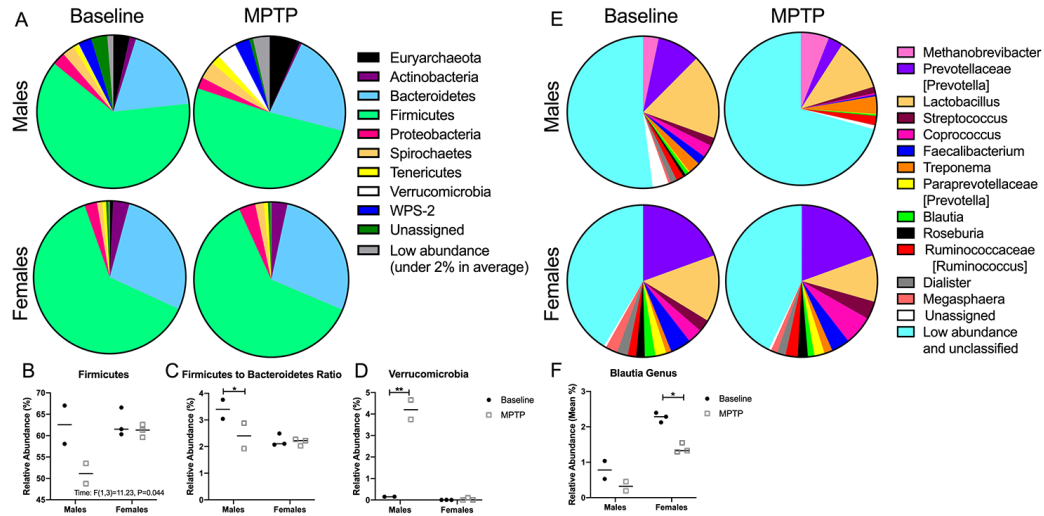 A
Baseline
MPTP
Males
Females
Euryarchaeota
Actinobacteria
Bacteroidetes
Firmicutes
Proteobacteria
Spirochaetes
Tenericutes
Verrucomicrobia
WPS-2
Unassigned
Low abundance
(under 2% in average)
E
Baseline
MPTP
Males
Females
Methanobrevibacter
Prevotellaceae
[Prevotella]
Lactobacillus
Streptococcus
Coprococcus
Faecalibacterium
Treponema
Paraprevotellaceae
[Prevotella]
Blautia
Roseburia
Ruminococcaceae
[Ruminococcus]
Dialister
Megasphaera
Unassigned
Low abundance
and unclassified
B
Firmicutes
Relative Abundance (%)
70
65
60
55
50
45
Time: F(1,3)=11.23, P=0.044
Males
Females
C
Firmicutes to Bacteroidetes Ratio
Relative Abundance (%)
4
3
2
1
0
*
Males
Females
D
Verrucomicrobia
Relative Abundance (%)
5
4
3
2
1
0
**
Males
Females
Baseline
MPTP
F
Blautia Genus
Relative Abundance (Mean %)
3
2
1
0
*
Males
Females
Baseline
MPTP